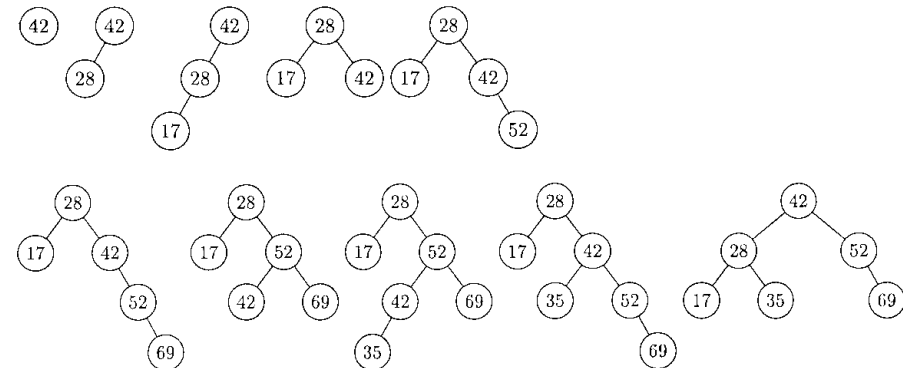 42 42 42 28 28
28 28 17 42 17 42
17 52
28 28 28 28 42
17 42 17 52 17 52 17 42 28 52
52 42 69 42 69 35 52 17 35 69
69 35 69